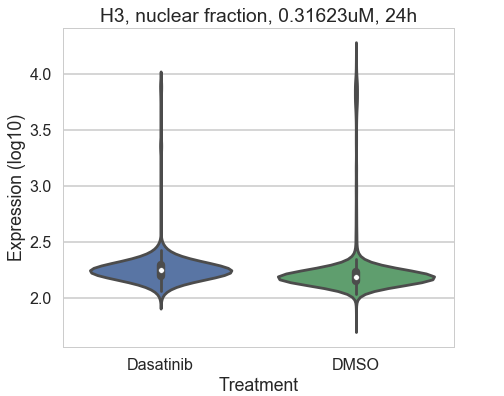 H3, nuclear fraction, 0.31623uM, 24h
Expression (log10)
4.0
3.5
3.0
2.5
2.0
Dasatinib DMSO
Treatment